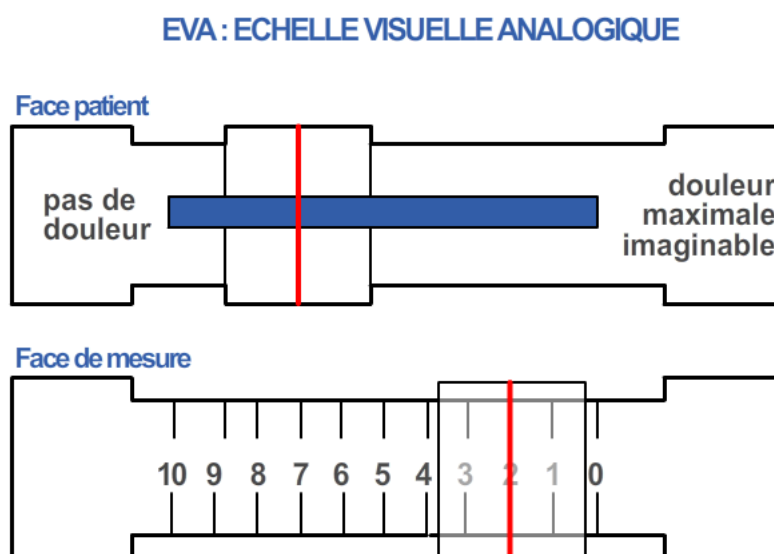 EVA : ECHELLE VISUELLE ANALOGIQUE
Face patient
pas de
douleur
douleur
maximale
imaginable
Face de mesure
10 9 8 7 6 5 4 3 2 1 0